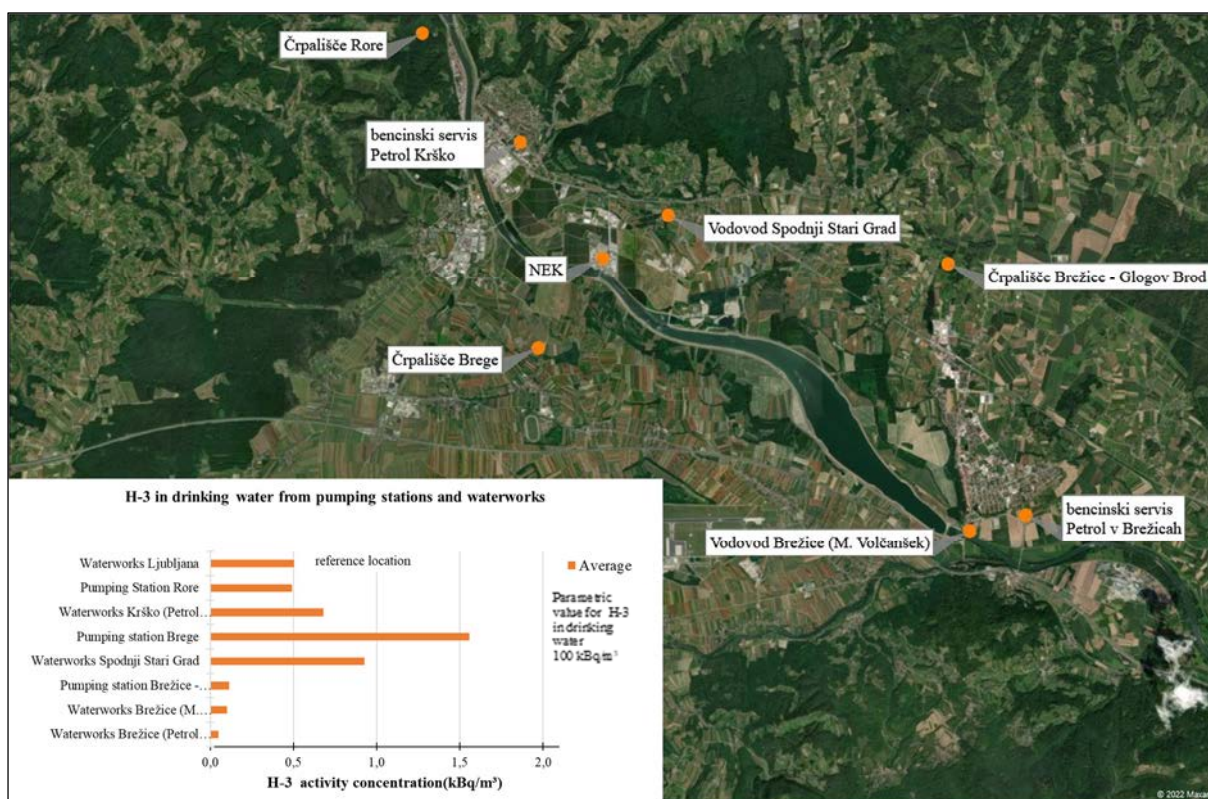 Črpališče Rore
bencinski servis
Petrol Krško
Vodovod Spodnji Stari Grad
NEK
Črpališče Brežice - Glogov Brod
Črpališče Brege
bencinski servis
Petrol v Brežicah
Vodovod Brežice (M. Volčanšek)
H-3 in drinking water from pumping stations and waterworks
Waterworks Ljubljana
reference location
Average
Pumping Station Rore
Waterworks Krško (Petrol...
Parametric
value for H-3
in drinking
water
100 kBq/m³
Pumping station Brege
Waterworks Spodnji Stari Grad
Pumping station Brežice -...
Waterworks Brežice (M...
Waterworks Brežice (Petrol...
0,0 0,5 1,0 1,5 2,0
H-3 activity concentration(kBq/m³)
© 2022 Maxar